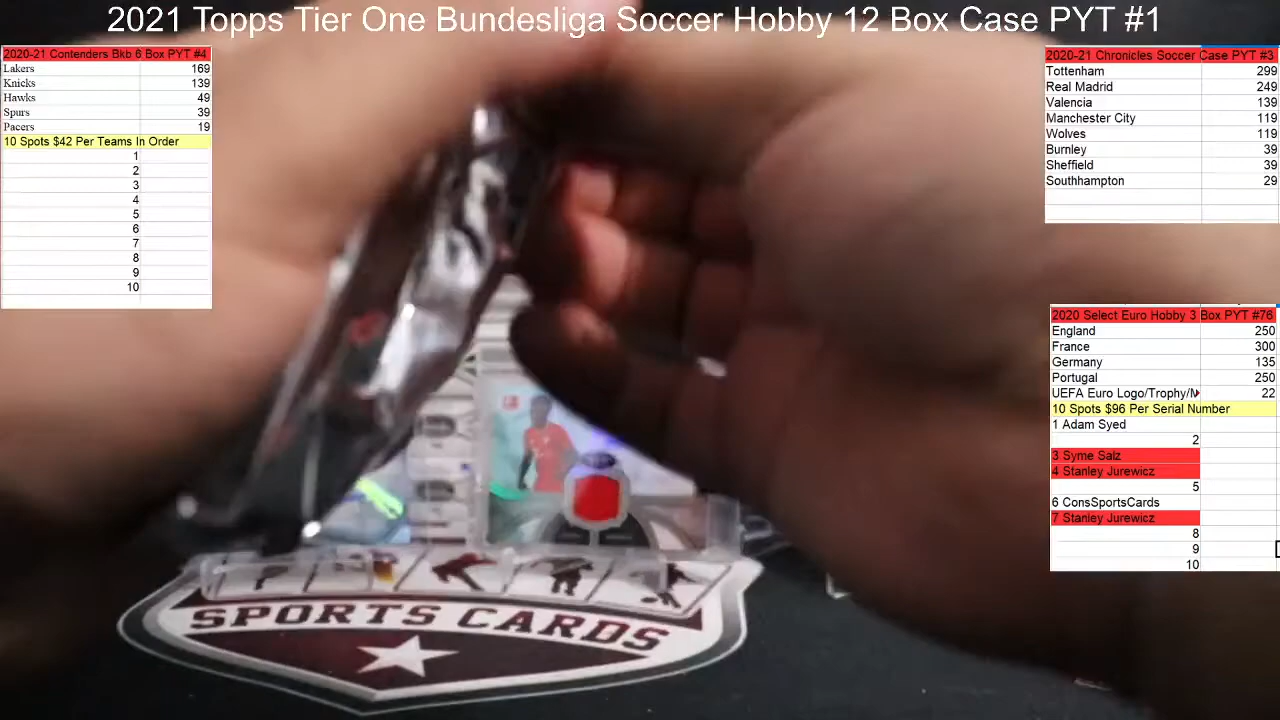 2021 Topps Tier One Bundesliga Soccer Hobby 12 Box Case PYT #1
2020-21 Contenders Bkb 6 Box PYT #4
Lakers 169
Knicks 139
Hawks 49
Spurs 39
Pacers 19
10 Spots $42 Per Teams In Order
1
2
3
4
5
6
7
8
9
10
2020-21 Chronicles Soccer Case PYT #3
Tottenham 299
Real Madrid 249
Valencia 139
Manchester City 119
Wolves 119
Burnley 39
Sheffield 39
Southhampton 29
2020 Select Euro Hobby 3 Box PYT #76
England 250
France 300
Germany 135
Portugal 250
UEFA Euro Logo/Trophy/M 22
10 Spots $96 Per Serial Number
1 Adam Syed
2
3 Syme Salz
4 Stanley Jurewicz
5
6 ConsSportsCards
7 Stanley Jurewicz
8
9
10
SPORTS CARDS